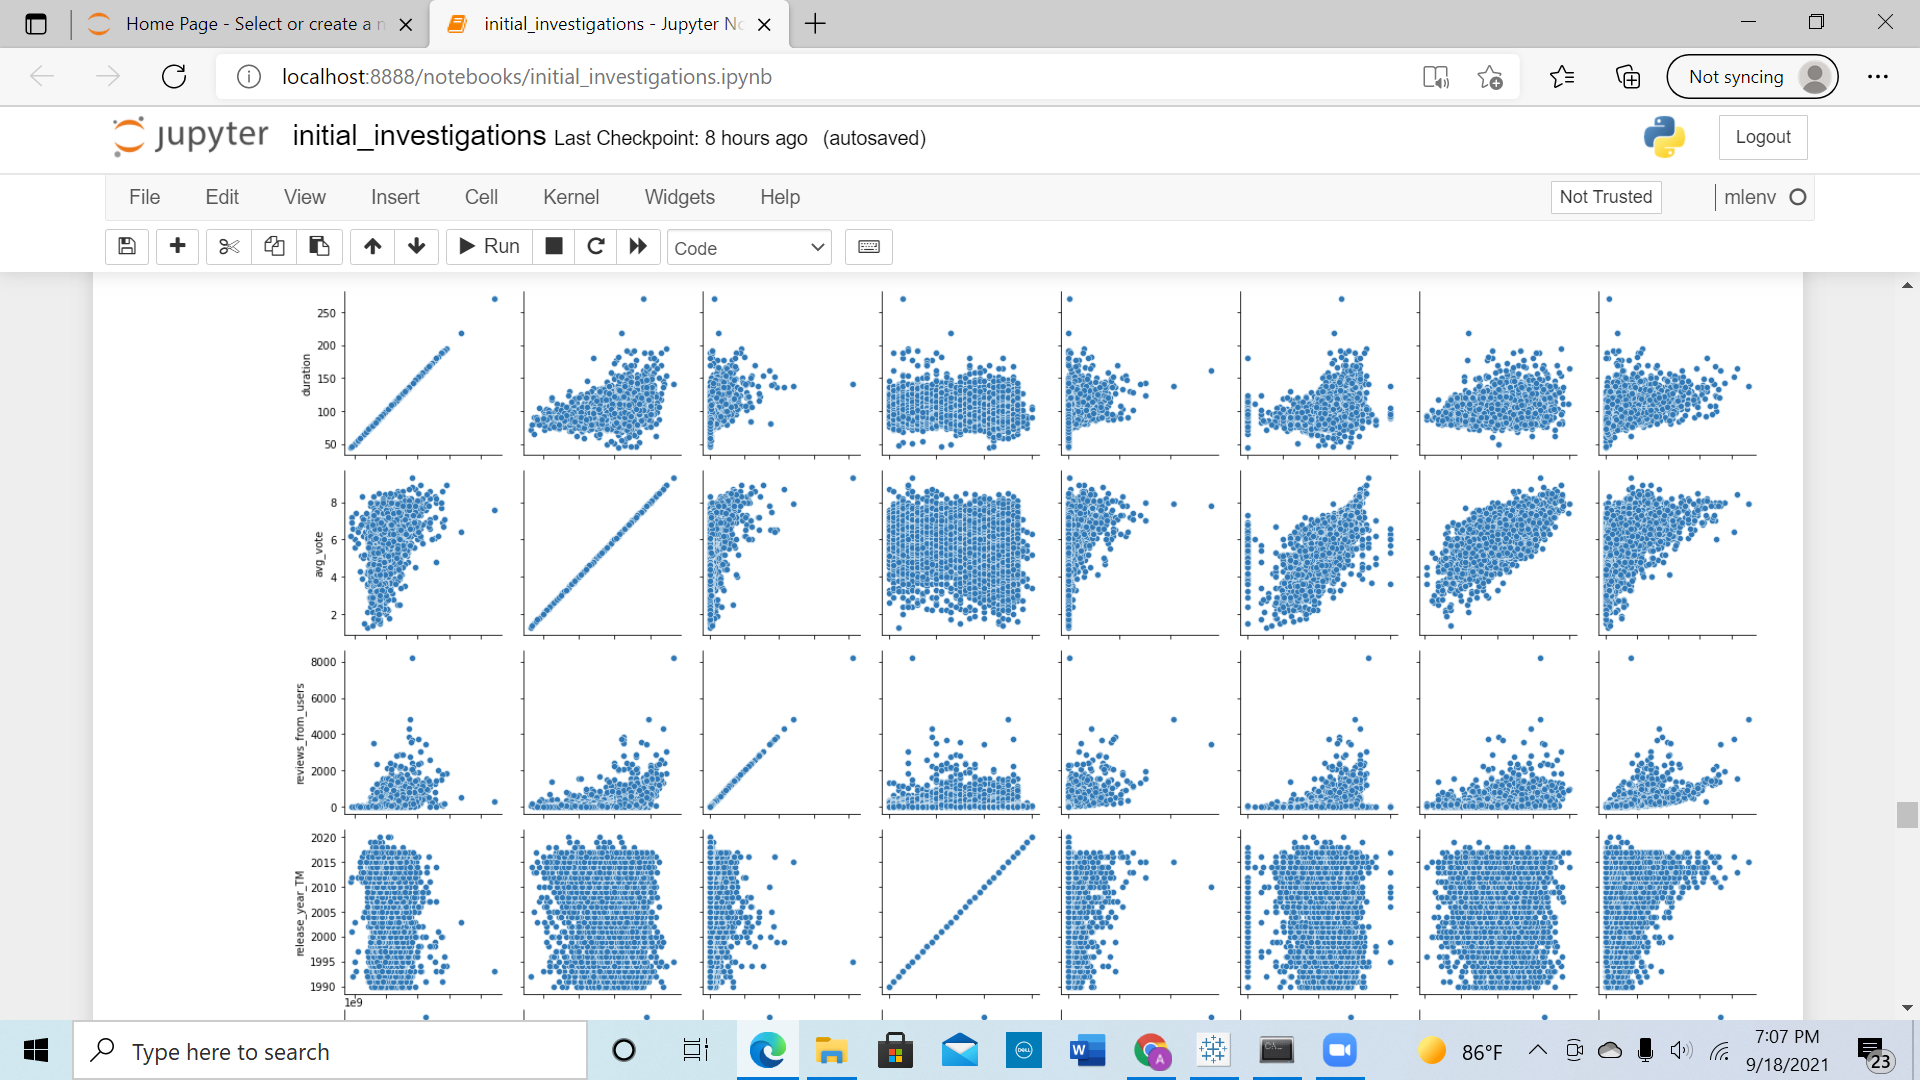 Home Page - Select or create a n
initial_investigations - Jupyter No
localhost:8888/notebooks/initial_investigations.ipynb
Not syncing
jupyter initial_investigations Last Checkpoint: 8 hours ago (autosaved)
Logout
File Edit View Insert Cell Kernel Widgets Help
Not Trusted
mlenv
Run
Code
250
200
150
100
50
duration
8
6
4
2
avg_vote
8000
6000
4000
2000
0
reviews_from_users
2020
2015
2010
2005
2000
1995
1990
release_year_TM
1e9
Type here to search
DELL
W
A
C:\_
86°F
7:07 PM
9/18/2021
23